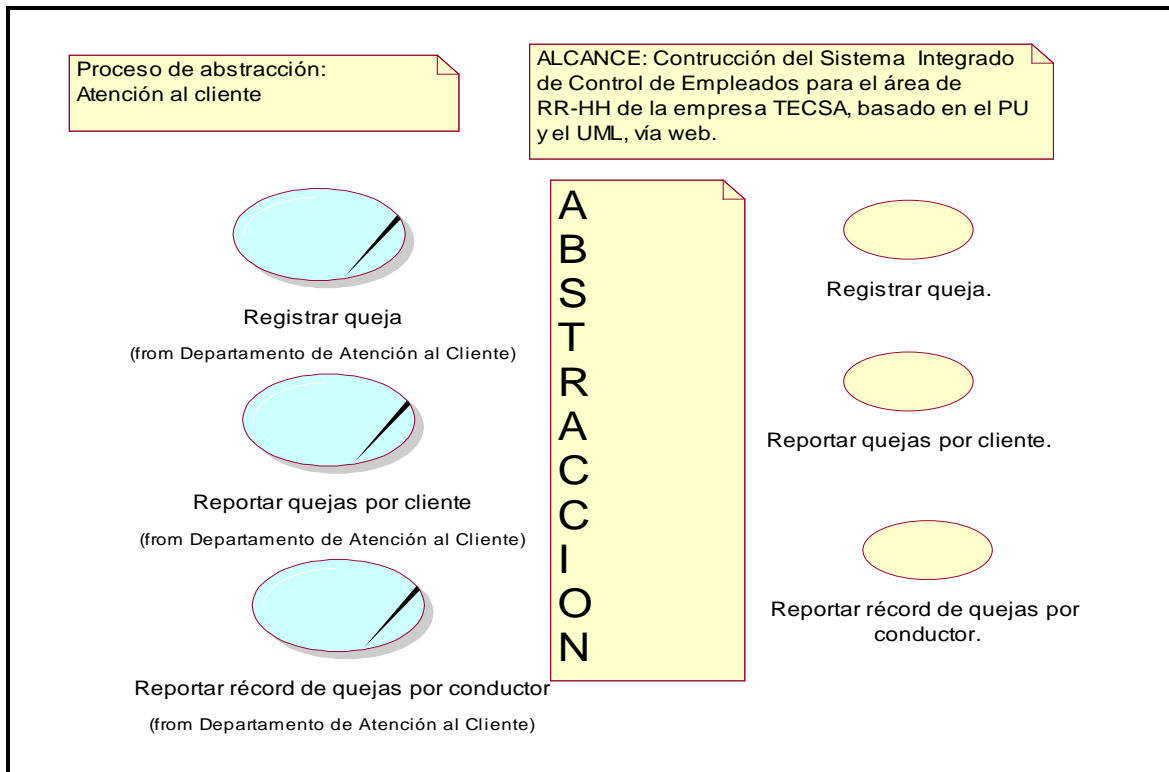 Proceso de abstracción:
Atención al cliente
ALCANCE: Contrucción del Sistema Integrado
de Control de Empleados para el área de
RR-HH de la empresa TECSA, basado en el PU
y el UML, vía web.
Registrar queja
(from Departamento de Atención al Cliente)
Reportar quejas por cliente
(from Departamento de Atención al Cliente)
Reportar récord de quejas por conductor
(from Departamento de Atención al Cliente)
A
B
S
T
R
A
C
C
I
O
N
Registrar queja.
Reportar quejas por cliente.
Reportar récord de quejas por
conductor.